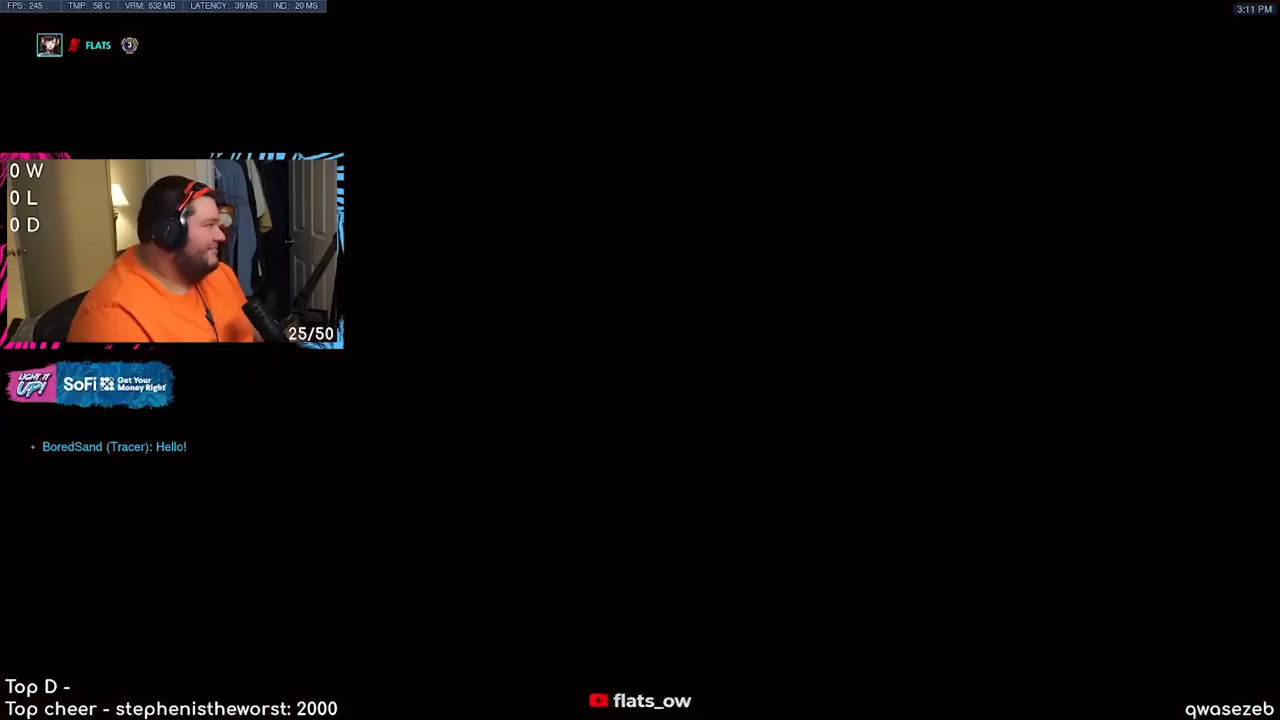 FPS: 245 TMP: 58 C VRM: 632 MB LATENCY: 39 MS IND: 20 MS
3:11 PM
FLATS 3
0 W
0 L
0 D
25/50
LIGHT IT UP!
SoFi Get Your Money Right
BoredSand (Tracer): Hello!
Top D -
Top cheer - stephenistheworst: 2000
flats_ow
qwasezeb